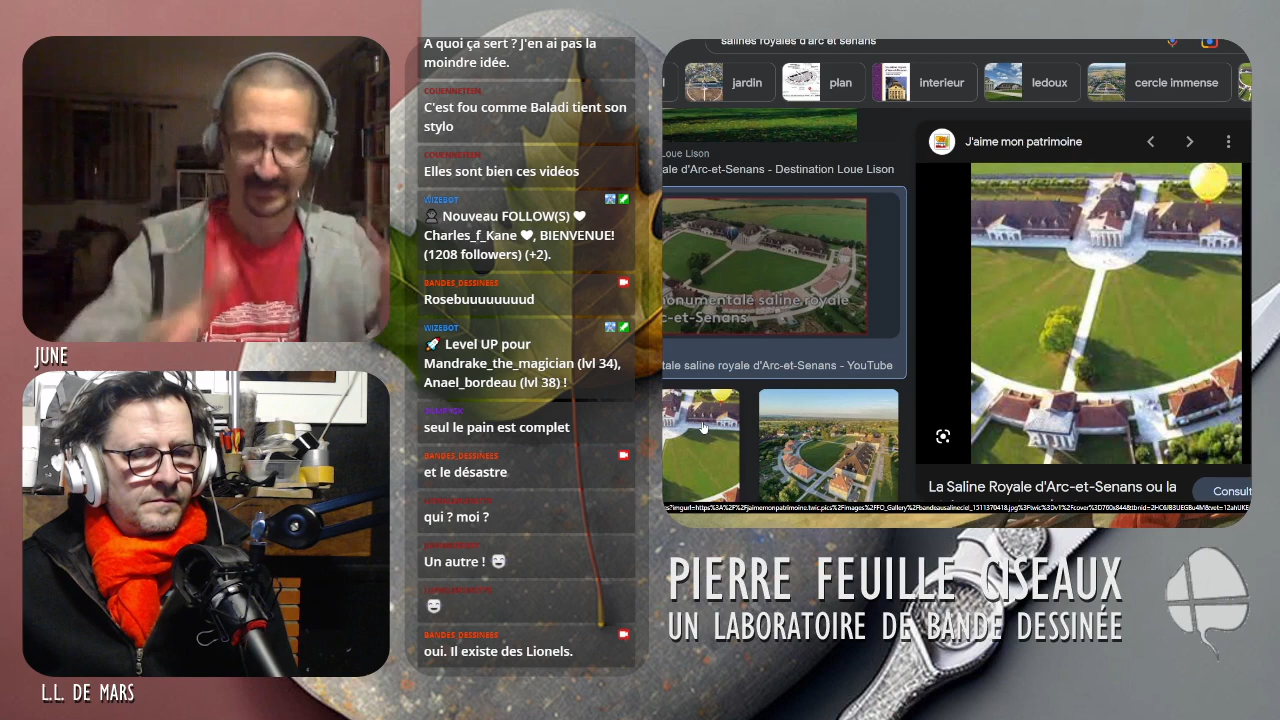 JUNE
L.L. DE MARS
A quoi ça sert ? J'en ai pas la
moindre idée.
C'est fou comme Baladi tient son
stylo
Elles sont bien ces vidéos
WIZEBOT
Nouveau FOLLOW(S)
Charles_f_Kane, BIENVENUE!
(1208 followers) (+2).
BANDES_DESSINEES
Rosebuuuuuuuud
WIZEBOT
Level UP pour
Mandrake_the_magician (lvl 34),
Anael_bordeau (lvl 38) !
seul le pain est complet
BANDES_DESSINEES
et le désastre
qui ? moi ?
Un autre !
BANDES_DESSINEES
oui. Il existe des Lionels.
salines royales d'arc et senans
jardin
plan
interieur
ledoux
cercle immense
Loue Lison
ale d'Arc-et-Senans - Destination Loue Lison
onumentale saline royale
c-et-Senans
tale saline royale d'Arc-et-Senans - YouTube
J'aime mon patrimoine
La Saline Royale d'Arc-et-Senans ou la
Consult
PIERRE FEUILLE CISEAUX
UN LABORATOIRE DE BANDE DESSINÉE